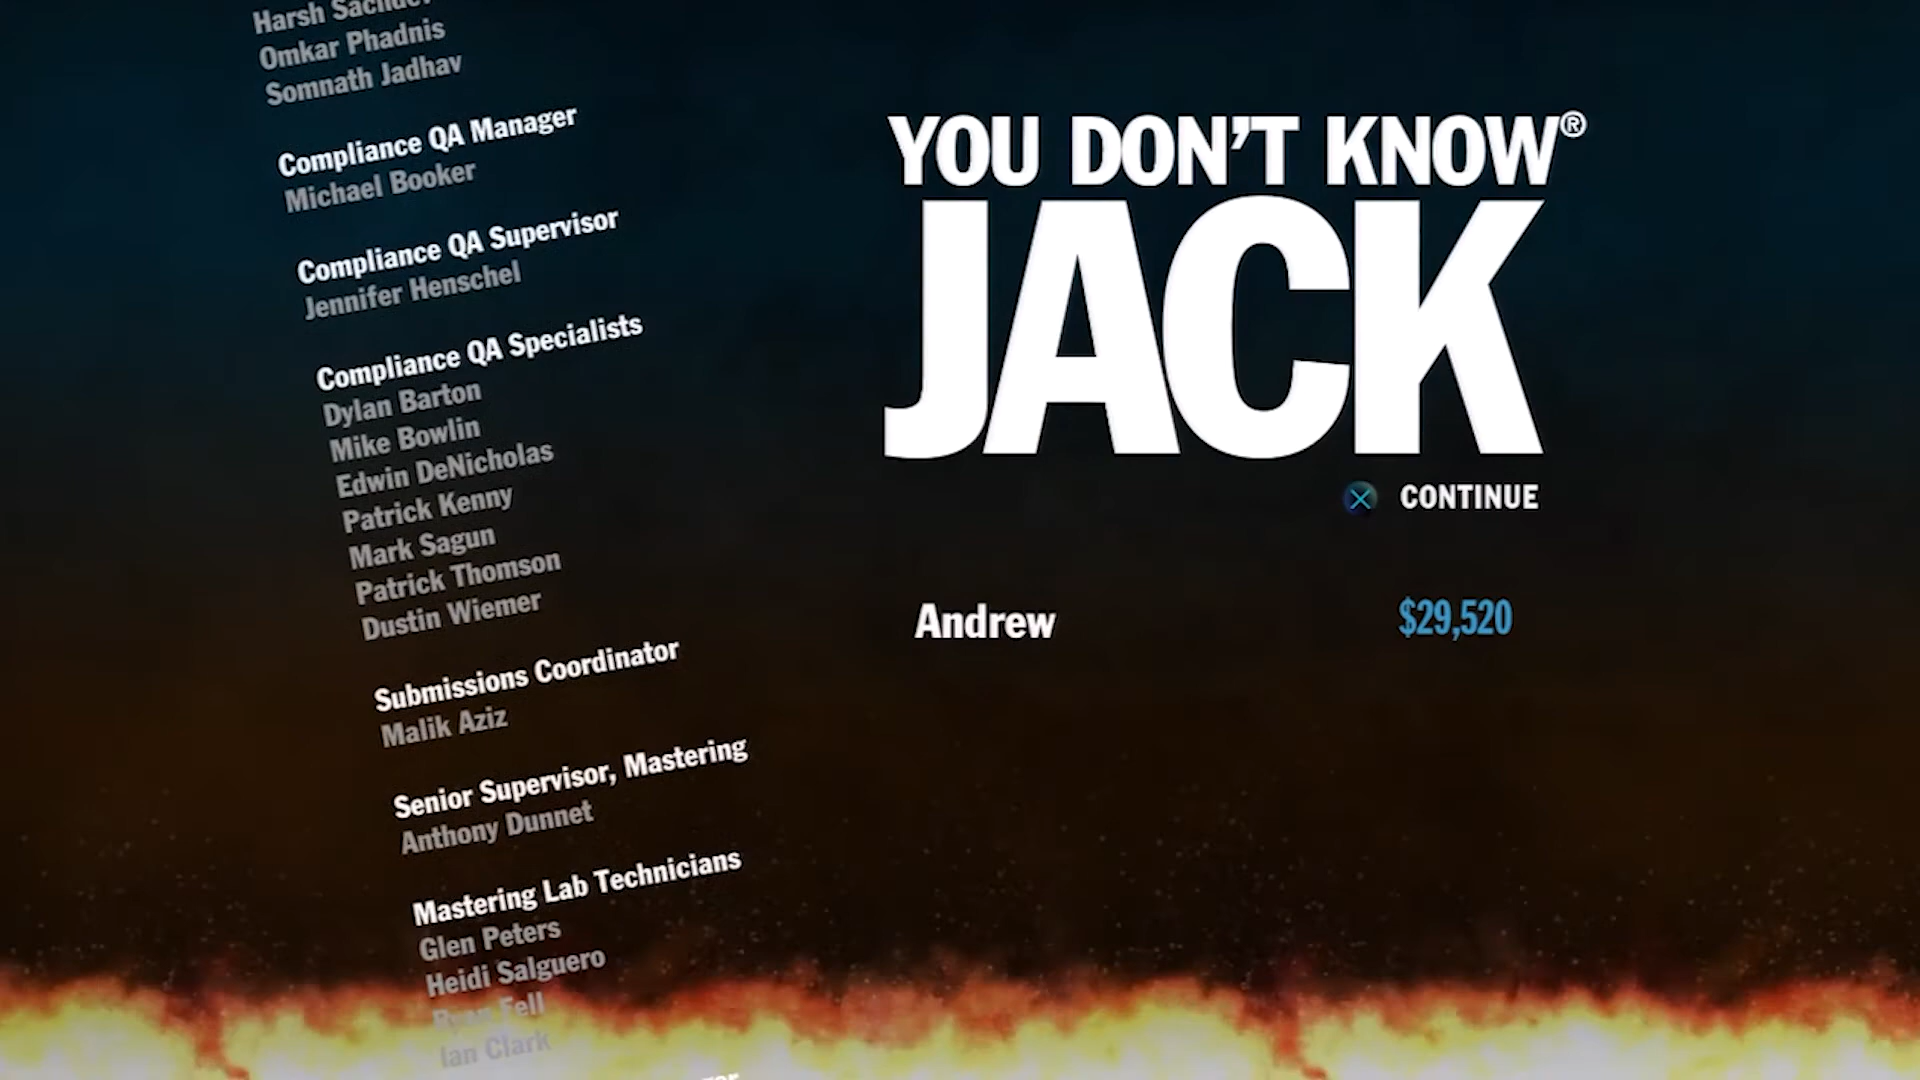 Harsh
Omkar Phadnis
Somnath Jadhav
Compliance QA Manager
Michael Booker
Compliance QA Supervisor
Jennifer Henschel
Compliance QA Specialists
Dylan Barton
Mike Bowlin
Edwin DeNicholas
Patrick Kenny
Mark Sagun
Patrick Thomson
Dustin Wiemer
Submissions Coordinator
Malik Aziz
Senior Supervisor, Mastering
Anthony Dunnet
Mastering Lab Technicians
Glen Peters
Heidi Salguero
Ryan Fell
Ian Clark
YOU DON'T KNOW®
JACK
CONTINUE
Andrew
$29,520